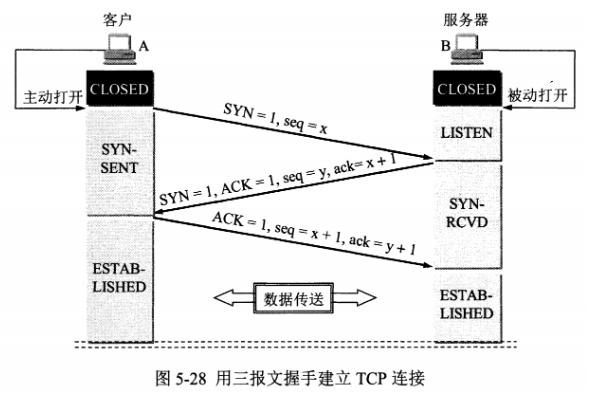 客户
服务器
A
B
主动打开
CLOSED
CLOSED
被动打开
SYN = 1, seq = x
LISTEN
SYN-
SENT
SYN = 1, ACK = 1, seq = y, ack= x + 1
SYN-
RCVD
ACK = 1, seq = x + 1, ack = y + 1
ESTAB-
LISHED
数据传送
ESTAB-
LISHED
图 5-28 用三报文握手建立 TCP 连接